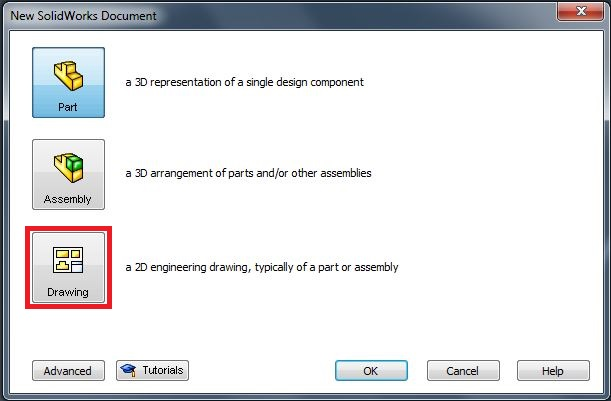 New SolidWorks Document
Part
a 3D representation of a single design component
Assembly
a 3D arrangement of parts and/or other assemblies
Drawing
a 2D engineering drawing, typically of a part or assembly
Advanced Tutorials OK Cancel Help